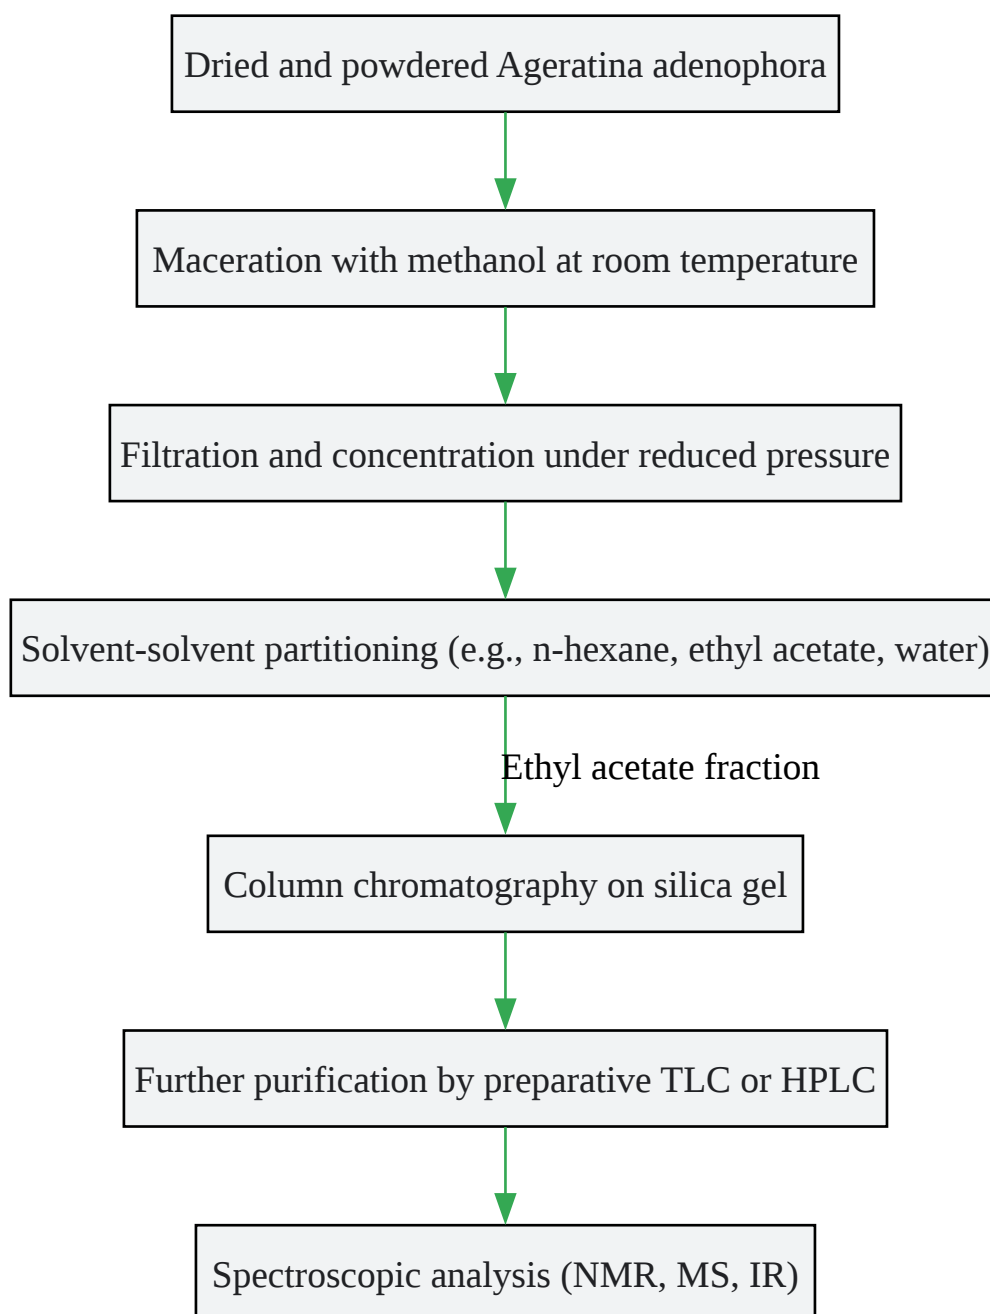 Dried and powdered Ageratina adenophora
Maceration with methanol at room temperature
Filtration and concentration under reduced pressure
Solvent-solvent partitioning (e.g., n-hexane, ethyl acetate, water)
Ethyl acetate fraction
Column chromatography on silica gel
Further purification by preparative TLC or HPLC
Spectroscopic analysis (NMR, MS, IR)